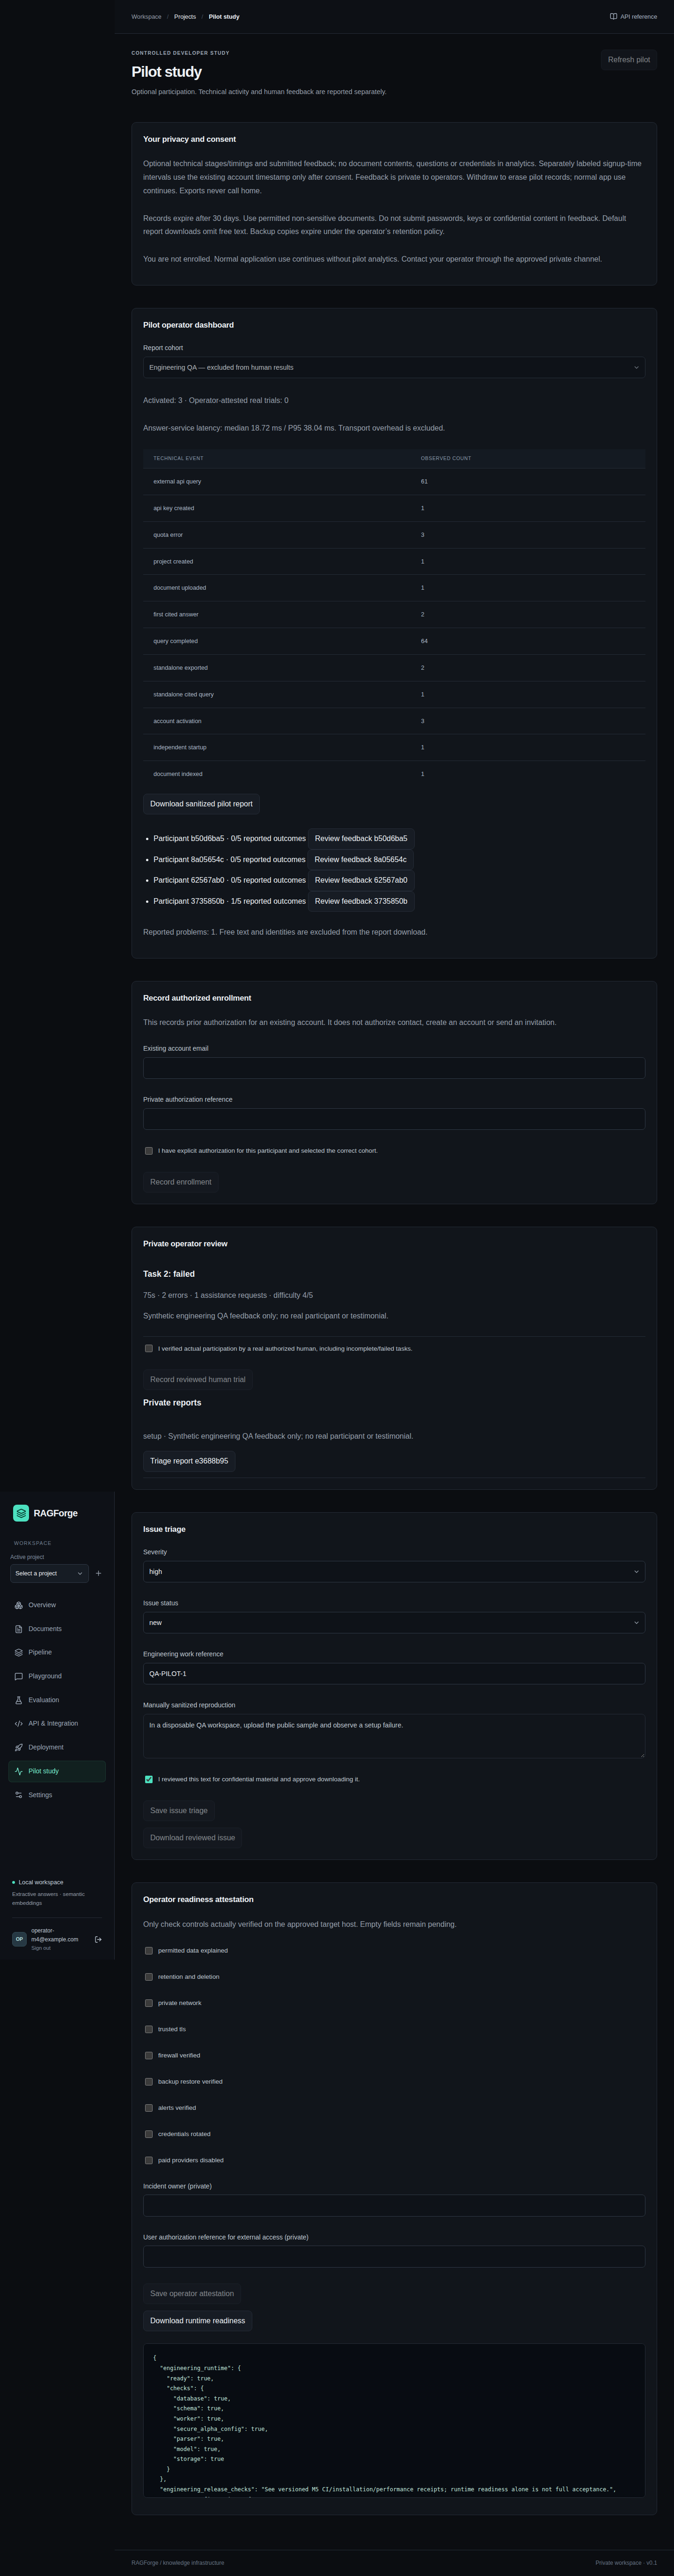 Workspace / Projects / Pilot study
API reference
CONTROLLED DEVELOPER STUDY
Pilot study
Refresh pilot
Optional participation. Technical activity and human feedback are reported separately.
Your privacy and consent
Optional technical stages/timings and submitted feedback; no document contents, questions or credentials in analytics. Separately labeled signup-time
intervals use the existing account timestamp only after consent. Feedback is private to operators. Withdraw to erase pilot records; normal app use
continues. Exports never call home.
Records expire after 30 days. Use permitted non-sensitive documents. Do not submit passwords, keys or confidential content in feedback. Default
report downloads omit free text. Backup copies expire under the operator's retention policy.
You are not enrolled. Normal application use continues without pilot analytics. Contact your operator through the approved private channel.
Pilot operator dashboard
Report cohort
Engineering QA — excluded from human results
Activated: 3 · Operator-attested real trials: 0
Answer-service latency: median 18.72 ms / P95 38.04 ms. Transport overhead is excluded.
TECHNICAL EVENT OBSERVED COUNT
external api query 61
api key created 1
quota error 3
project created 1
document uploaded 1
first cited answer 2
query completed 64
standalone exported 2
standalone cited query 1
account activation 3
independent startup 1
document indexed 1
Download sanitized pilot report
• Participant b50d6ba5 · 0/5 reported outcomes Review feedback b50d6ba5
• Participant 8a05654c · 0/5 reported outcomes Review feedback 8a05654c
• Participant 62567ab0 · 0/5 reported outcomes Review feedback 62567ab0
• Participant 3735850b · 1/5 reported outcomes Review feedback 3735850b
Reported problems: 1. Free text and identities are excluded from the report download.
Record authorized enrollment
This records prior authorization for an existing account. It does not authorize contact, create an account or send an invitation.
Existing account email
Private authorization reference
I have explicit authorization for this participant and selected the correct cohort.
Record enrollment
Private operator review
Task 2: failed
75s · 2 errors · 1 assistance requests · difficulty 4/5
Synthetic engineering QA feedback only; no real participant or testimonial.
I verified actual participation by a real authorized human, including incomplete/failed tasks.
Record reviewed human trial
Private reports
setup · Synthetic engineering QA feedback only; no real participant or testimonial.
Triage report e3688b95
RAGForge
WORKSPACE
Active project
Select a project
Overview
Documents
Pipeline
Playground
Evaluation
API & Integration
Deployment
Pilot study
Settings
Local workspace
Extractive answers · semantic
embeddings
OP
operator-
m4@example.com
Sign out
Issue triage
Severity
high
Issue status
new
Engineering work reference
QA-PILOT-1
Manually sanitized reproduction
In a disposable QA workspace, upload the public sample and observe a setup failure.
I reviewed this text for confidential material and approve downloading it.
Save issue triage
Download reviewed issue
Operator readiness attestation
Only check controls actually verified on the approved target host. Empty fields remain pending.
permitted data explained
retention and deletion
private network
trusted tls
firewall verified
backup restore verified
alerts verified
credentials rotated
paid providers disabled
Incident owner (private)
User authorization reference for external access (private)
Save operator attestation
Download runtime readiness
{
"engineering_runtime": {
"ready": true,
"checks": {
"database": true,
"schema": true,
"worker": true,
"secure_alpha_config": true,
"parser": true,
"model": true,
"storage": true
}
},
"engineering_release_checks": "See versioned M5 CI/installation/performance receipts; runtime readiness alone is not full acceptance.",
RAGForge / knowledge infrastructure
Private workspace · v0.1